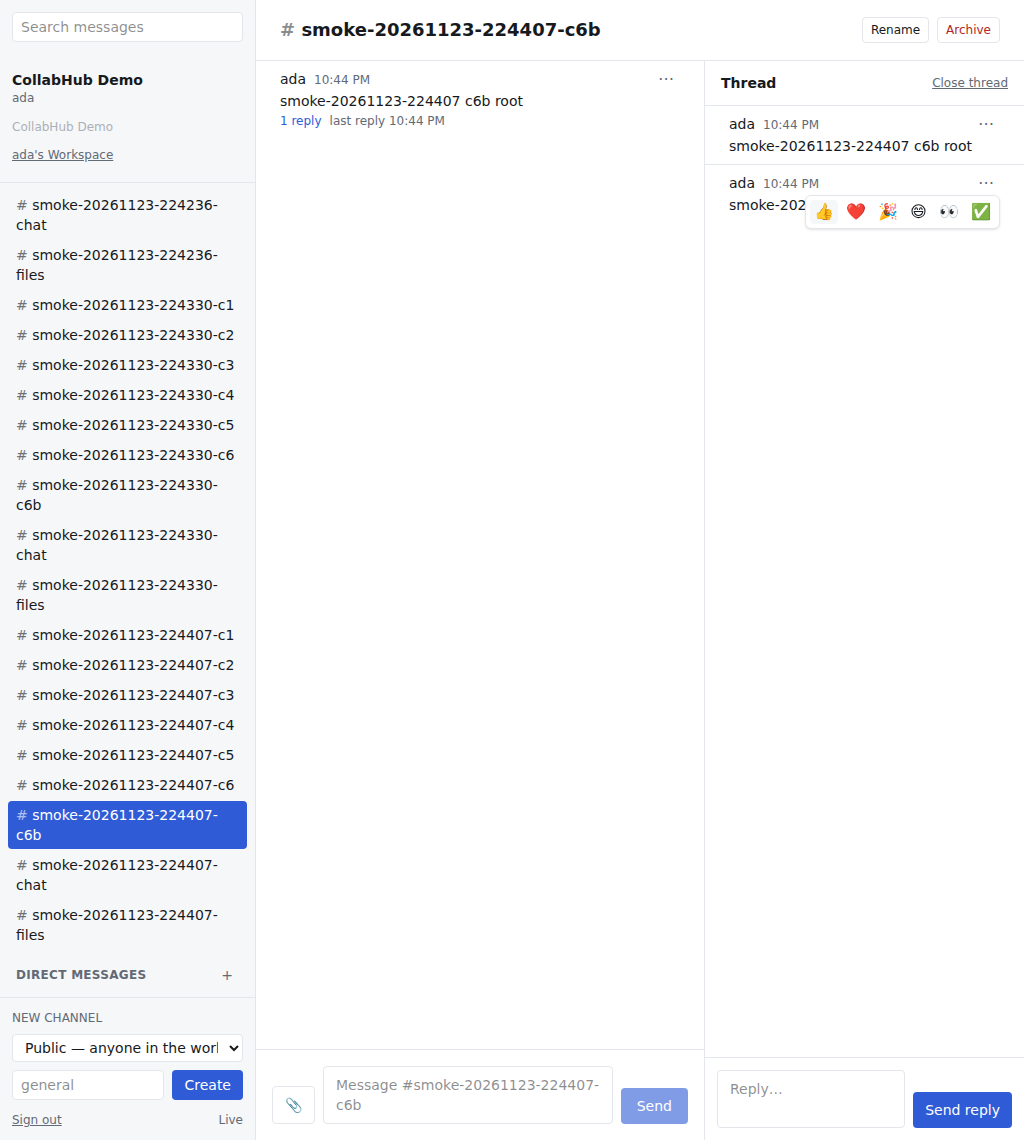 Search messages
CollabHub Demo
ada
CollabHub Demo
ada's Workspace
# smoke-20261123-224236-
chat
# smoke-20261123-224236-
files
# smoke-20261123-224330-c1
# smoke-20261123-224330-c2
# smoke-20261123-224330-c3
# smoke-20261123-224330-c4
# smoke-20261123-224330-c5
# smoke-20261123-224330-c6
# smoke-20261123-224330-
c6b
# smoke-20261123-224330-
chat
# smoke-20261123-224330-
files
# smoke-20261123-224407-c1
# smoke-20261123-224407-c2
# smoke-20261123-224407-c3
# smoke-20261123-224407-c4
# smoke-20261123-224407-c5
# smoke-20261123-224407-c6
# smoke-20261123-224407-
c6b
# smoke-20261123-224407-
chat
# smoke-20261123-224407-
files
DIRECT MESSAGES +
NEW CHANNEL
Public — anyone in the worl
general Create
Sign out Live
# smoke-20261123-224407-c6b Rename Archive
ada 10:44 PM ...
smoke-20261123-224407 c6b root
1 reply last reply 10:44 PM
Message #smoke-20261123-224407-
c6b
Send
Thread Close thread
ada 10:44 PM ...
smoke-20261123-224407 c6b root
ada 10:44 PM ...
smoke-202
Reply...
Send reply